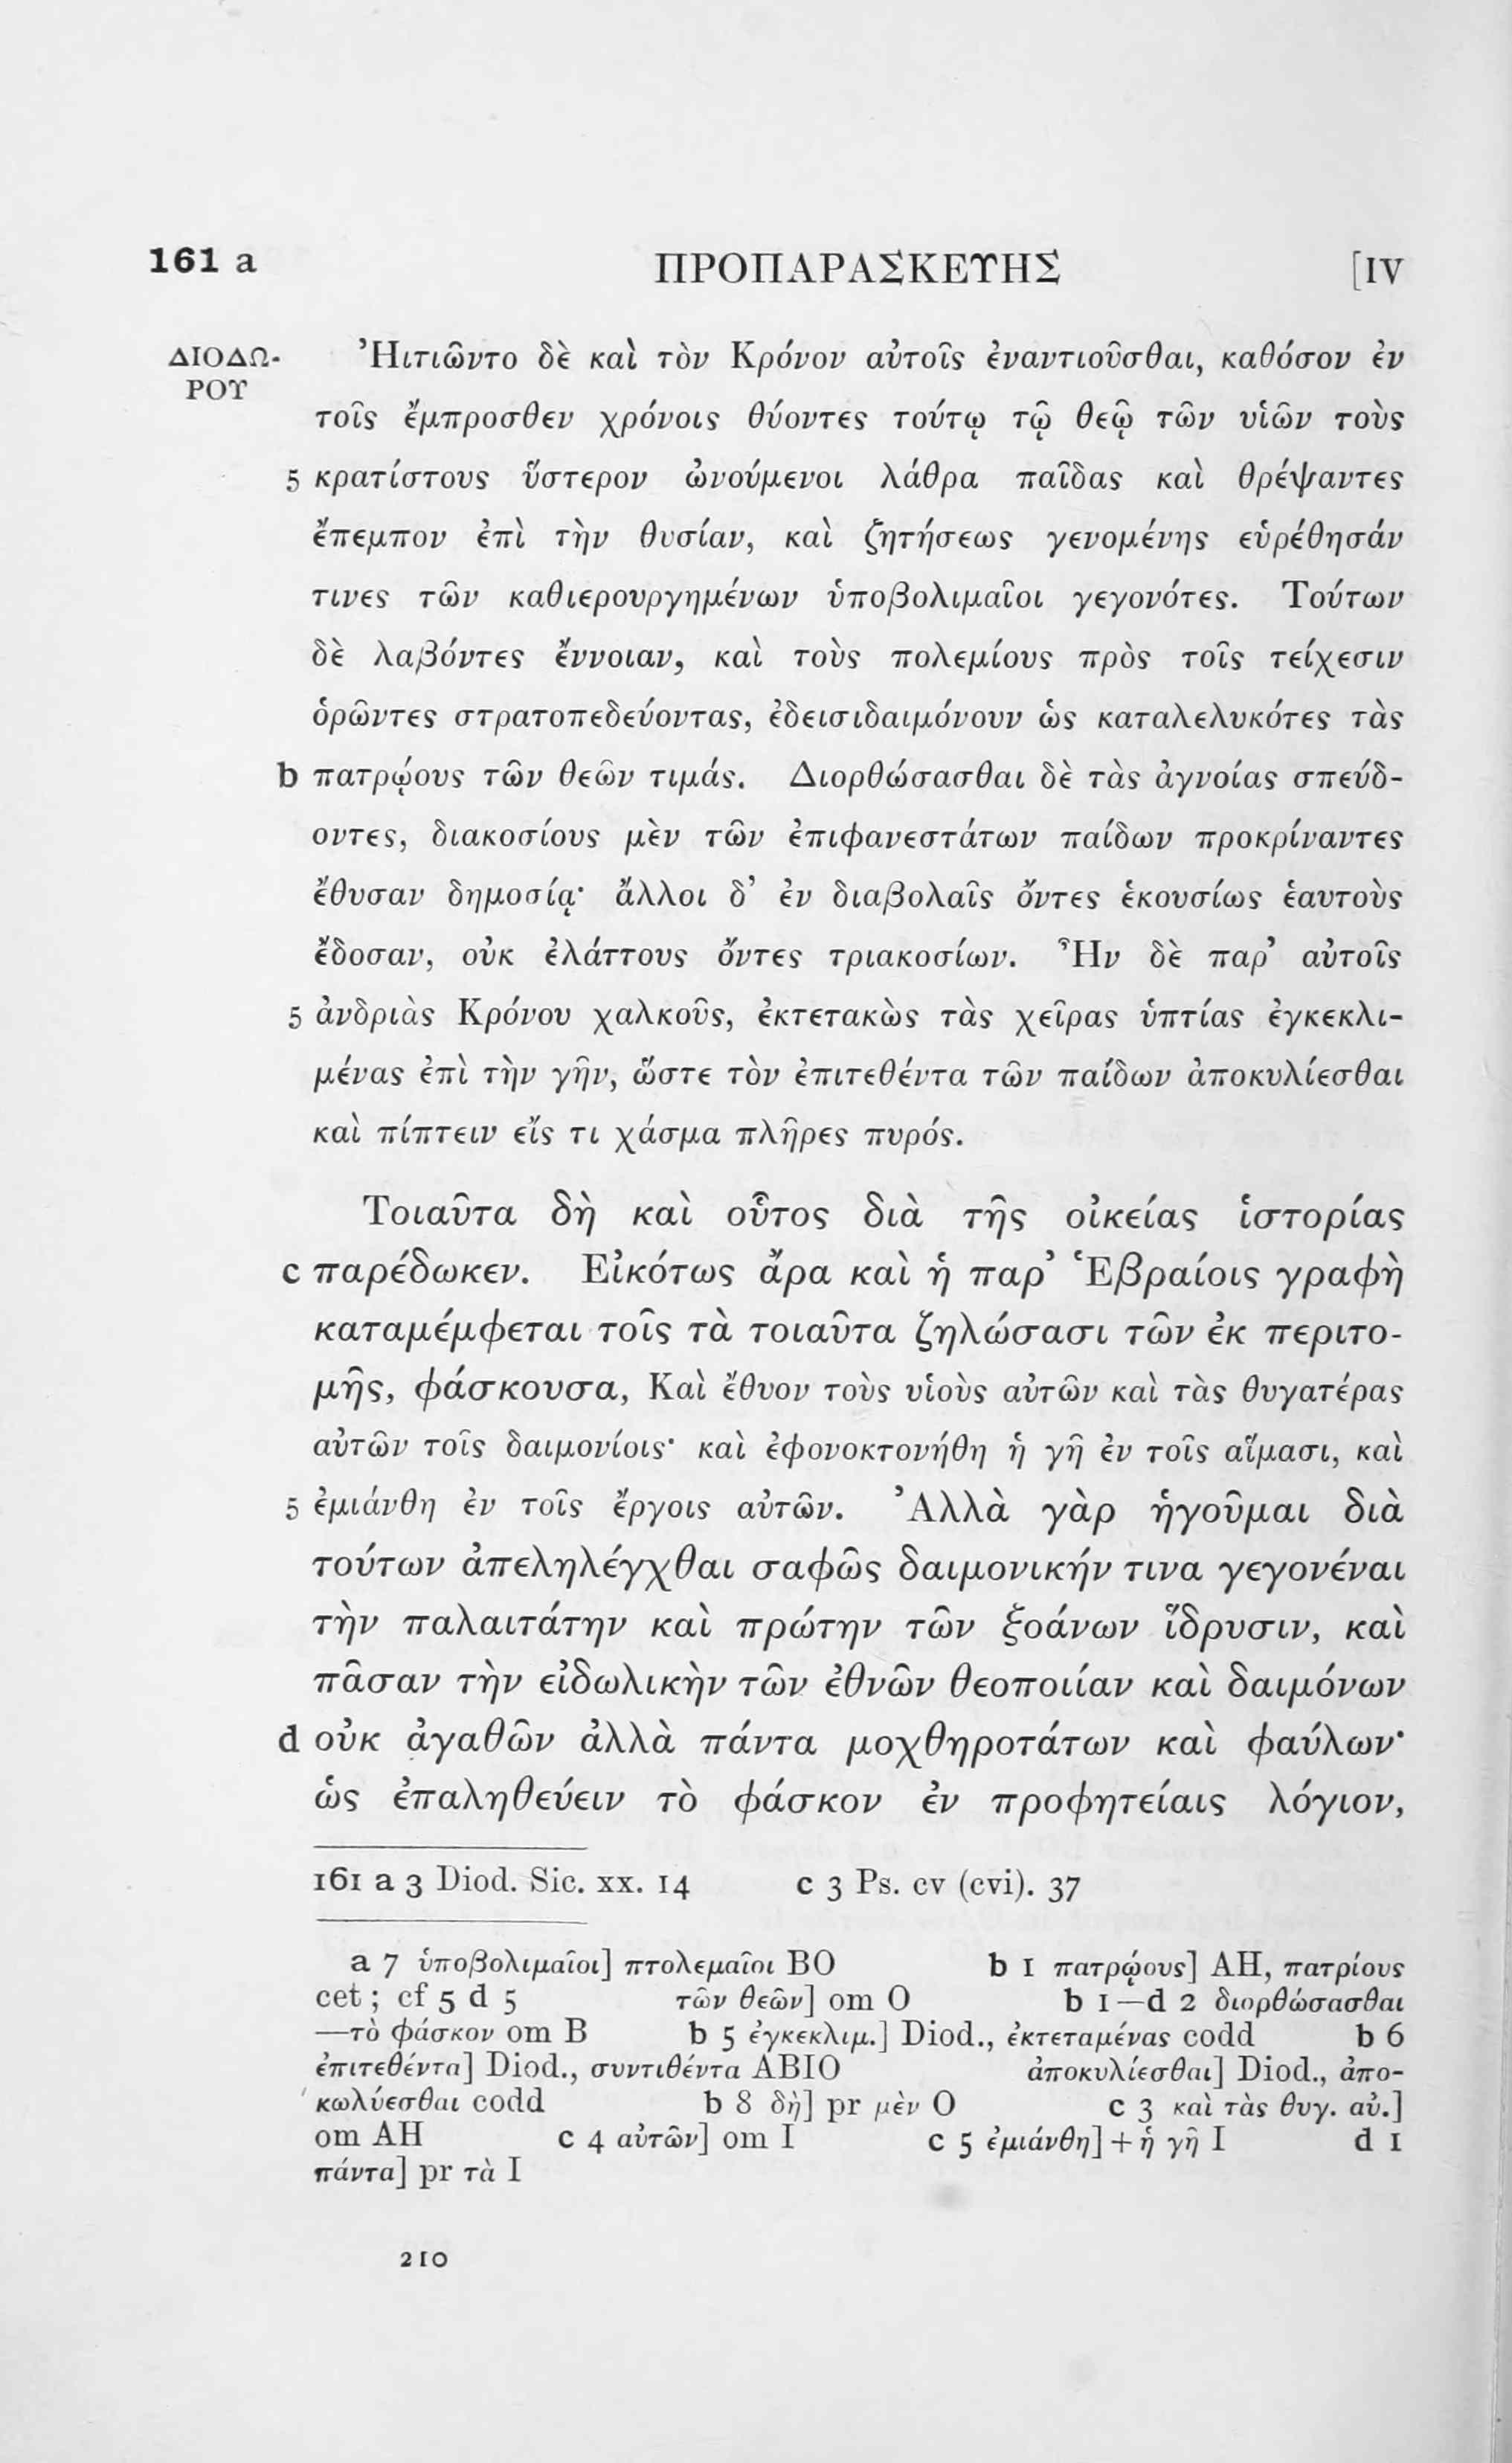 161 a ΠΡΟΠΑΡΑΣΚΕΥΗΣ [IV
ΔΙΟΔΩ-
ΡΟΥ
Ἠιτιῶντο δὲ καὶ τὸν Κρόνον αὑτοῖς ἐναντιοῦσθαι, καθόσον ἐν
τοῖς ἔμπροσθεν χρόνοις θύοντες τούτῳ τῷ θεῷ τῶν υἱῶν τοὺς
5 κρατίστους ὕστερον ὠνούμενοι λάθρα παῖδας καὶ θρέψαντες
ἔπεμπον ἐπὶ τὴν θυσίαν, καὶ ζητήσεως γενομένης εὑρέθησάν
τινες τῶν καθιερουργημένων ὑποβολιμαῖοι γεγονότες. Τούτων
δὲ λαβόντες ἔννοιαν, καὶ τοὺς πολεμίους πρὸς τοῖς τείχεσιν
ὁρῶντες στρατοπεδεύοντας, ἐδεισιδαιμόνουν ὡς καταλελυκότες τὰς
b πατρῴους τῶν θεῶν τιμάς. Διορθώσασθαι δὲ τὰς ἀγνοίας σπεύδ-
οντες, διακοσίους μὲν τῶν ἐπιφανεστάτων παίδων προκρίναντες
ἔθυσαν δημοσίᾳ· ἄλλοι δ’ ἐν διαβολαῖς ὄντες ἑκουσίως ἑαυτοὺς
ἔδοσαν, οὐκ ἐλάττους ὄντες τριακοσίων. Ἦν δὲ παρ’ αὐτοῖς
5 ἀνδριὰς Κρόνου χαλκοῦς, ἐκτετακὼς τὰς χεῖρας ὑπτίας ἐγκεκλι-
μένας ἐπὶ τὴν γῆν, ὥστε τὸν ἐπιτεθέντα τῶν παίδων ἀποκυλίεσθαι
καὶ πίπτειν εἴς τι χάσμα πλῆρες πυρός.
Τοιαῦτα δὴ καὶ οὗτος διὰ τῆς οἰκείας ἱστορίας
c παρέδωκεν. Εἰκότως ἄρα καὶ ἡ παρ’ Ἑβραίοις γραφὴ
καταμέμφεται τοῖς τὰ τοιαῦτα ζηλώσασι τῶν ἐκ περιτο-
μῆς, φάσκουσα, Καὶ ἔθυον τοὺς υἱοὺς αὐτῶν καὶ τὰς θυγατέρας
αὐτῶν τοῖς δαιμονίοις· καὶ ἐφονοκτονήθη ἡ γῆ ἐν τοῖς αἵμασι, καὶ
5 ἐμιάνθη ἐν τοῖς ἔργοις αὐτῶν. Ἀλλὰ γὰρ ἡγοῦμαι διὰ
τούτων ἀπεληλέγχθαι σαφῶς δαιμονικήν τινα γεγονέναι
τὴν παλαιτάτην καὶ πρώτην τῶν ξοάνων ἵδρυσιν, καὶ
πᾶσαν τὴν εἰδωλικὴν τῶν ἐθνῶν θεοποιίαν καὶ δαιμόνων
d οὐκ ἀγαθῶν ἀλλὰ πάντα μοχθηροτάτων καὶ φαύλων·
ὡς ἐπαληθεύειν τὸ φάσκον ἐν προφητείαις λόγιον,
161 a 3 Diod. Sic. xx. 14 c 3 Ps. cv (cvi). 37
a 7 ὑποβολιμαῖοι] πτολεμαῖοι BO b 1 πατρῴους] AH, πατρίους
cet ; cf 5 d 5 τῶν θεῶν] om O b 1—d 2 διορθώσασθαι
—τὸ φάσκον om B b 5 ἐγκεκλιμ.] Diod., ἐκτεταμένας codd b 6
ἐπιτεθέντα] Diod., συντιθέντα ABIO ἀποκυλίεσθαι] Diod., ἀπο-
κωλύεσθαι codd b 8 δὴ] pr μὲν O c 3 καὶ τὰς θυγ. αὐ.]
om AH c 4 αὐτῶν] om I c 5 ἐμιάνθη] + ἡ γῆ I d 1
πάντα] pr τὰ I
210